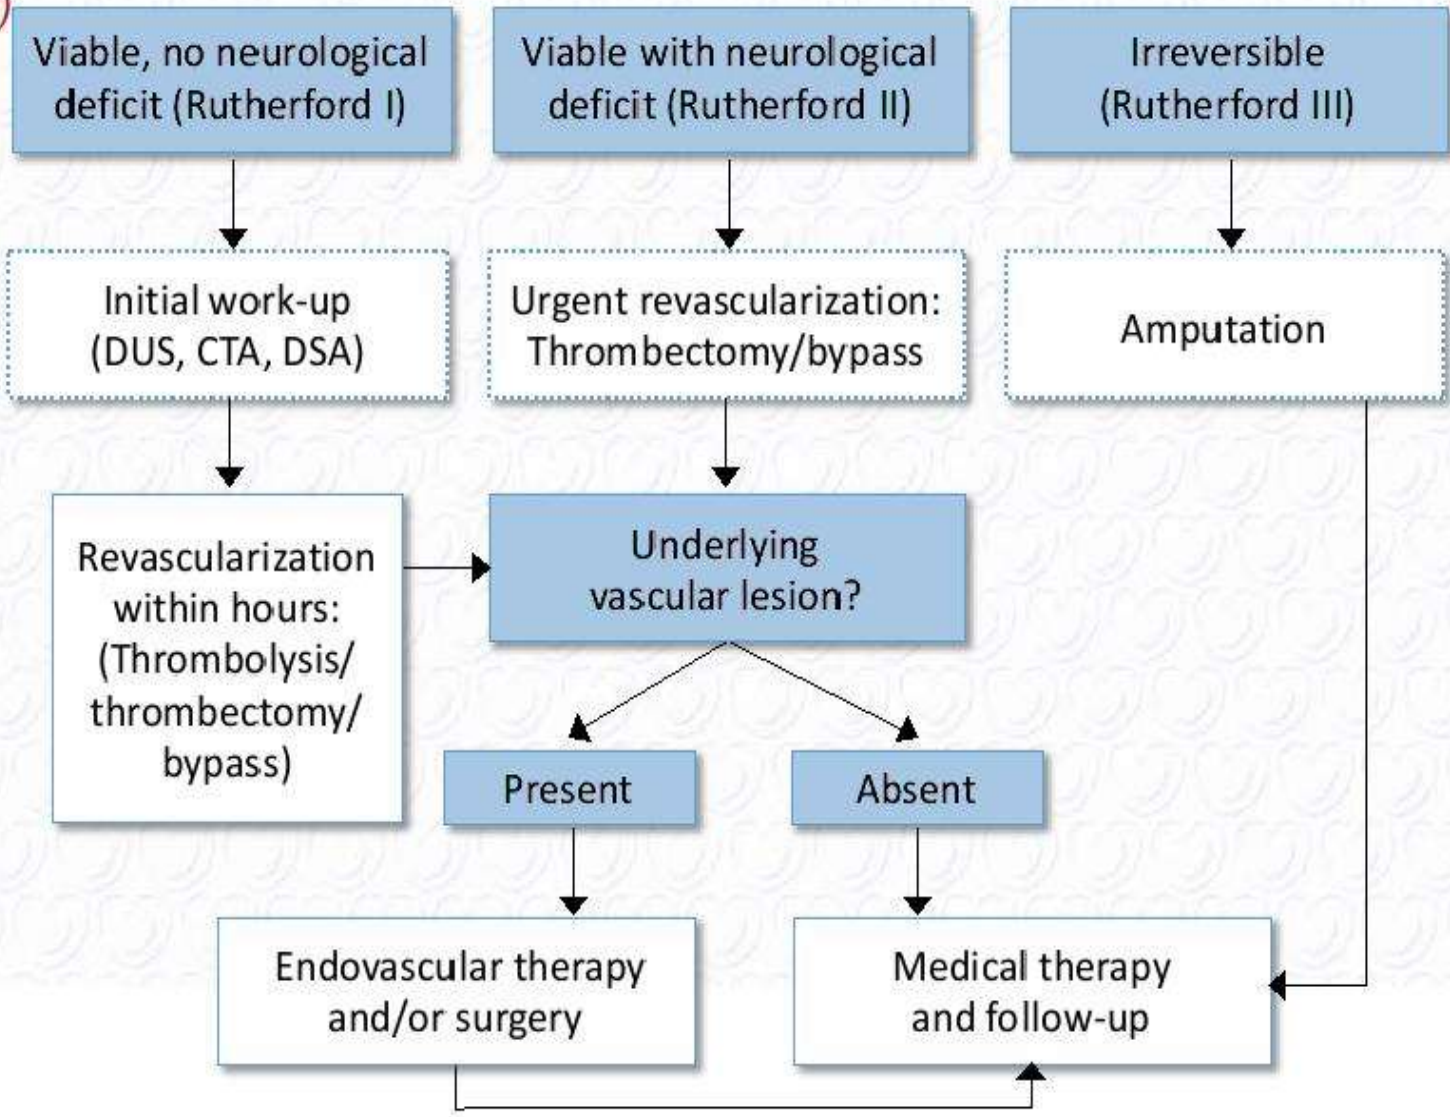 Viable, no neurological
deficit (Rutherford I)
Viable with neurological
deficit (Rutherford II)
Irreversible
(Rutherford III)
Initial work-up
(DUS, CTA, DSA)
Urgent revascularization:
Thrombectomy/bypass
Amputation
Revascularization
within hours:
(Thrombolysis/
thrombectomy/
bypass)
Underlying
vascular lesion?
Present
Absent
Endovascular therapy
and/or surgery
Medical therapy
and follow-up